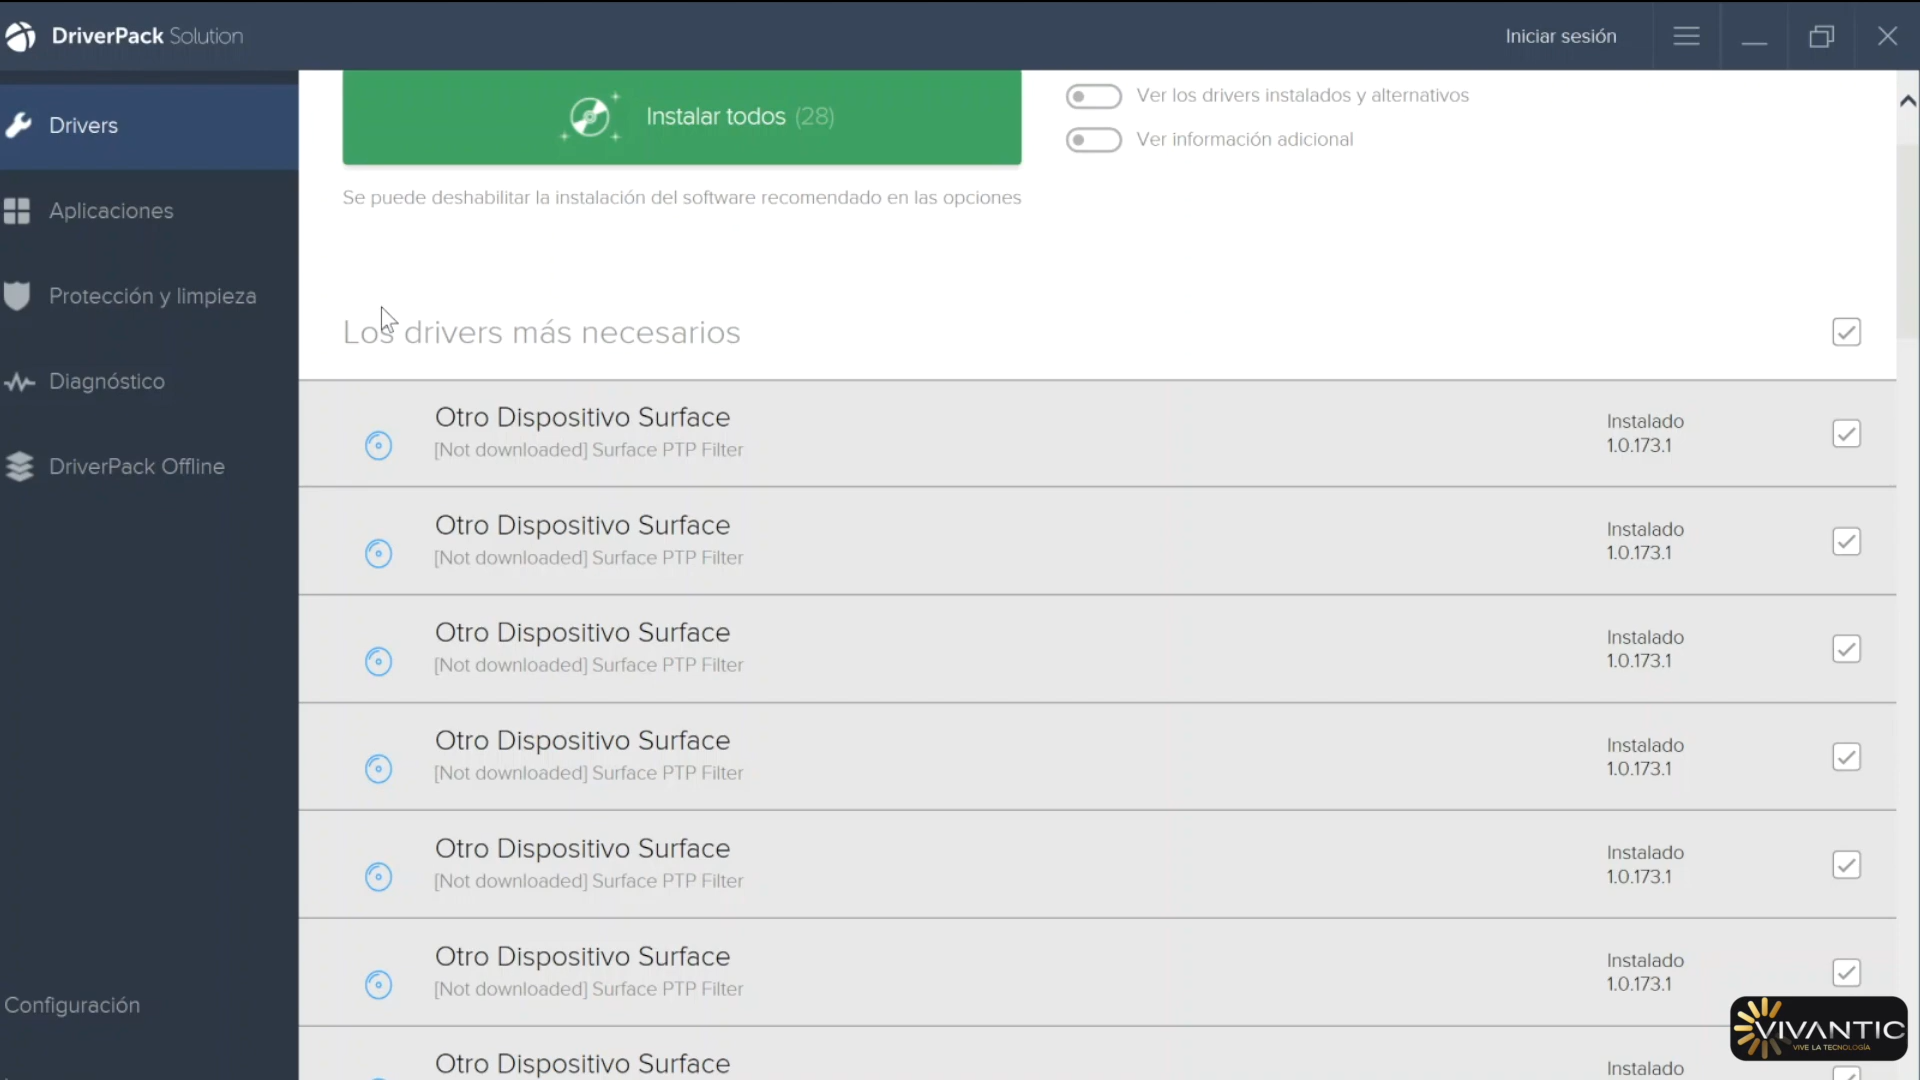 DriverPack Solution
Iniciar sesión
Drivers
Aplicaciones
Protección y limpieza
Diagnóstico
DriverPack Offline
Configuración
Instalar todos (28)
Ver los drivers instalados y alternativos
Ver información adicional
Se puede deshabilitar la instalación del software recomendado en las opciones
Los drivers más necesarios
Otro Dispositivo Surface
[Not downloaded] Surface PTP Filter
Instalado
1.0.173.1
Otro Dispositivo Surface
[Not downloaded] Surface PTP Filter
Instalado
1.0.173.1
Otro Dispositivo Surface
[Not downloaded] Surface PTP Filter
Instalado
1.0.173.1
Otro Dispositivo Surface
[Not downloaded] Surface PTP Filter
Instalado
1.0.173.1
Otro Dispositivo Surface
[Not downloaded] Surface PTP Filter
Instalado
1.0.173.1
Otro Dispositivo Surface
[Not downloaded] Surface PTP Filter
Instalado
1.0.173.1
Otro Dispositivo Surface
Instalado
VIVANTIC
VIVE LA TECNOLOGÍA